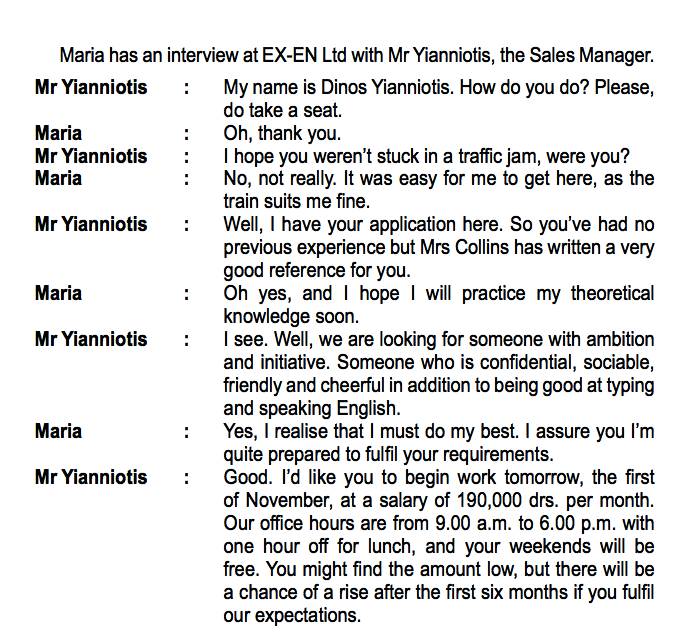 Maria has an interview at EX-EN Ltd with Mr Yianniotis, the Sales Manager.
Mr Yianniotis : My name is Dinos Yianniotis. How do you do? Please,
do take a seat.
Maria : Oh, thank you.
Mr Yianniotis : I hope you weren't stuck in a traffic jam, were you?
Maria : No, not really. It was easy for me to get here, as the
train suits me fine.
Mr Yianniotis : Well, I have your application here. So you've had no
previous experience but Mrs Collins has written a very
good reference for you.
Maria : Oh yes, and I hope I will practice my theoretical
knowledge soon.
Mr Yianniotis : I see. Well, we are looking for someone with ambition
and initiative. Someone who is confidential, sociable,
friendly and cheerful in addition to being good at typing
and speaking English.
Maria : Yes, I realise that I must do my best. I assure you I'm
quite prepared to fulfil your requirements.
Mr Yianniotis : Good. I'd like you to begin work tomorrow, the first
of November, at a salary of 190,000 drs. per month.
Our office hours are from 9.00 a.m. to 6.00 p.m. with
one hour off for lunch, and your weekends will be
free. You might find the amount low, but there will be
a chance of a rise after the first six months if you fulfil
our expectations.